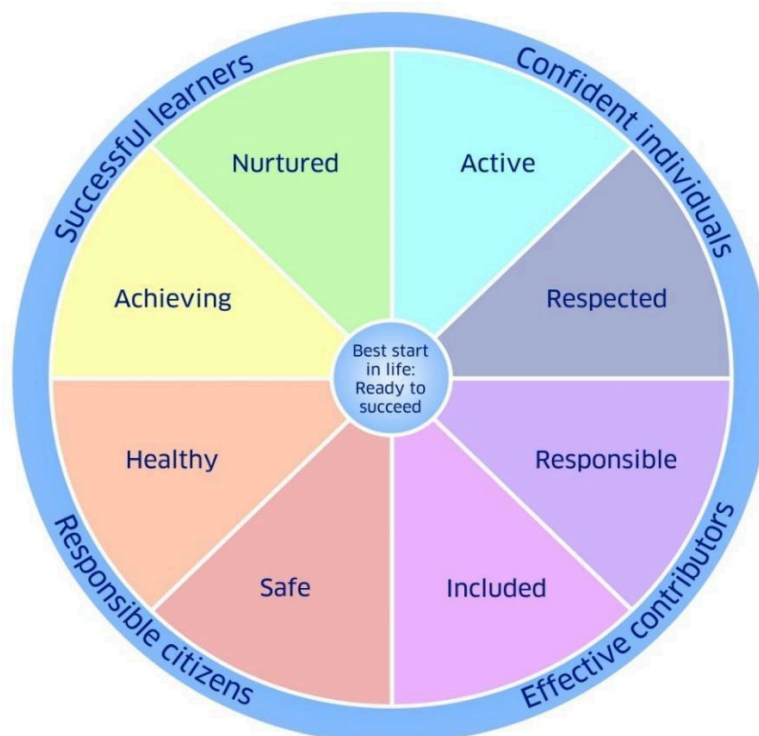 Successful learners
Confident individuals
Nurtured
Active
Achieving
Respected
Best start
in life:
Ready to
succeed
Healthy
Responsible
Safe
Included
Responsible citizens
Effective contributors